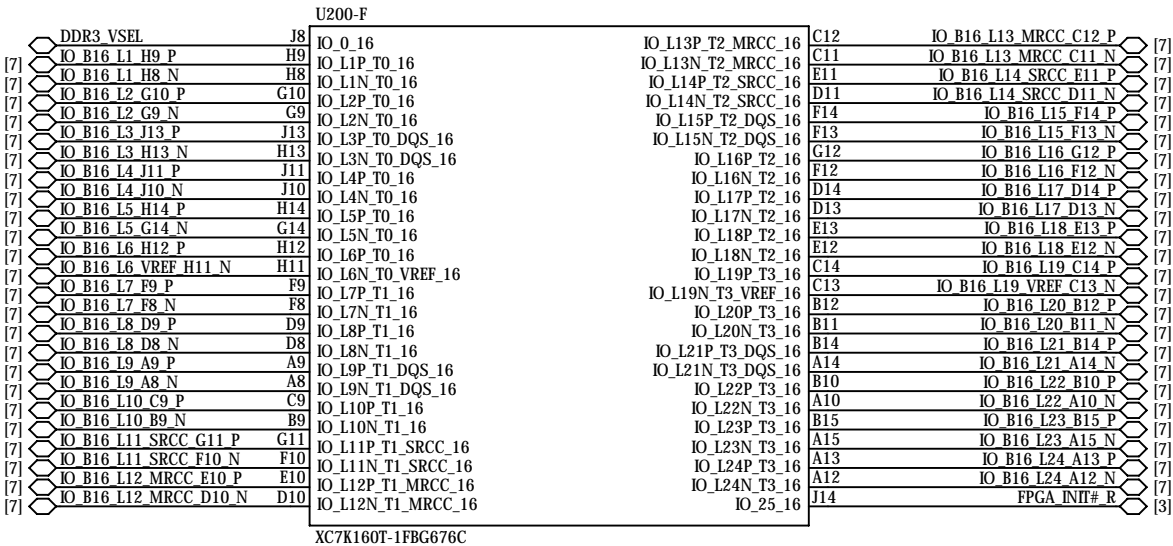 U200-F
DDR3_VSEL J8 IO_0_16 IO_L13P_T2_MRCC_16 C12 IO_B16_L13_MRCC_C12_P [7]
[7] IO_B16_L1_H9_P H9 IO_L1P_T0_16 IO_L13N_T2_MRCC_16 C11 IO_B16_L13_MRCC_C11_N [7]
[7] IO_B16_L1_H8_N H8 IO_L1N_T0_16 IO_L14P_T2_SRCC_16 E11 IO_B16_L14_SRCC_E11_P [7]
[7] IO_B16_L2_G10_P G10 IO_L2P_T0_16 IO_L14N_T2_SRCC_16 D11 IO_B16_L14_SRCC_D11_N [7]
[7] IO_B16_L2_G9_N G9 IO_L2N_T0_16 IO_L15P_T2_DQS_16 F14 IO_B16_L15_F14_P [7]
[7] IO_B16_L3_J13_P J13 IO_L3P_T0_DQS_16 IO_L15N_T2_DQS_16 F13 IO_B16_L15_F13_N [7]
[7] IO_B16_L3_H13_N H13 IO_L3N_T0_DQS_16 IO_L16P_T2_16 G12 IO_B16_L16_G12_P [7]
[7] IO_B16_L4_J11_P J11 IO_L4P_T0_16 IO_L16N_T2_16 F12 IO_B16_L16_F12_N [7]
[7] IO_B16_L4_J10_N J10 IO_L4N_T0_16 IO_L17P_T2_16 D14 IO_B16_L17_D14_P [7]
[7] IO_B16_L5_H14_P H14 IO_L5P_T0_16 IO_L17N_T2_16 D13 IO_B16_L17_D13_N [7]
[7] IO_B16_L5_G14_N G14 IO_L5N_T0_16 IO_L18P_T2_16 E13 IO_B16_L18_E13_P [7]
[7] IO_B16_L6_H12_P H12 IO_L6P_T0_16 IO_L18N_T2_16 E12 IO_B16_L18_E12_N [7]
[7] IO_B16_L6_VREF_H11_N H11 IO_L6N_T0_VREF_16 IO_L19P_T3_16 C14 IO_B16_L19_C14_P [7]
[7] IO_B16_L7_F9_P F9 IO_L7P_T1_16 IO_L19N_T3_VREF_16 C13 IO_B16_L19_VREF_C13_N [7]
[7] IO_B16_L7_F8_N F8 IO_L7N_T1_16 IO_L20P_T3_16 B12 IO_B16_L20_B12_P [7]
[7] IO_B16_L8_D9_P D9 IO_L8P_T1_16 IO_L20N_T3_16 B11 IO_B16_L20_B11_N [7]
[7] IO_B16_L8_D8_N D8 IO_L8N_T1_16 IO_L21P_T3_DQS_16 B14 IO_B16_L21_B14_P [7]
[7] IO_B16_L9_A9_P A9 IO_L9P_T1_DQS_16 IO_L21N_T3_DQS_16 A14 IO_B16_L21_A14_N [7]
[7] IO_B16_L9_A8_N A8 IO_L9N_T1_DQS_16 IO_L22P_T3_16 B10 IO_B16_L22_B10_P [7]
[7] IO_B16_L10_C9_P C9 IO_L10P_T1_16 IO_L22N_T3_16 A10 IO_B16_L22_A10_N [7]
[7] IO_B16_L10_B9_N B9 IO_L10N_T1_16 IO_L23P_T3_16 B15 IO_B16_L23_B15_P [7]
[7] IO_B16_L11_SRCC_G11_P G11 IO_L11P_T1_SRCC_16 IO_L23N_T3_16 A15 IO_B16_L23_A15_N [7]
[7] IO_B16_L11_SRCC_F10_N F10 IO_L11N_T1_SRCC_16 IO_L24P_T3_16 A13 IO_B16_L24_A13_P [7]
[7] IO_B16_L12_MRCC_E10_P E10 IO_L12P_T1_MRCC_16 IO_L24N_T3_16 A12 IO_B16_L24_A12_N [7]
[7] IO_B16_L12_MRCC_D10_N D10 IO_L12N_T1_MRCC_16 IO_25_16 J14 FPGA_INIT#_R [3]
XC7K160T-1FBG676C